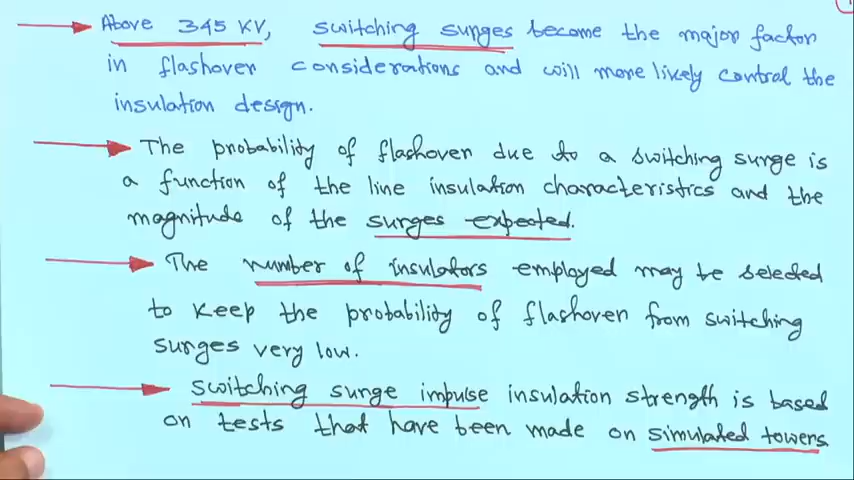 Above 345 KV, switching surges become the major factor
in flashover considerations and will more likely control the
insulation design.
The probability of flashover due to a switching surge is
a function of the line insulation characteristics and the
magnitude of the surges expected.
The number of insulators employed may be selected
to keep the probability of flashover from switching
surges very low.
switching surge impulse insulation strength is based
on tests that have been made on simulated towers